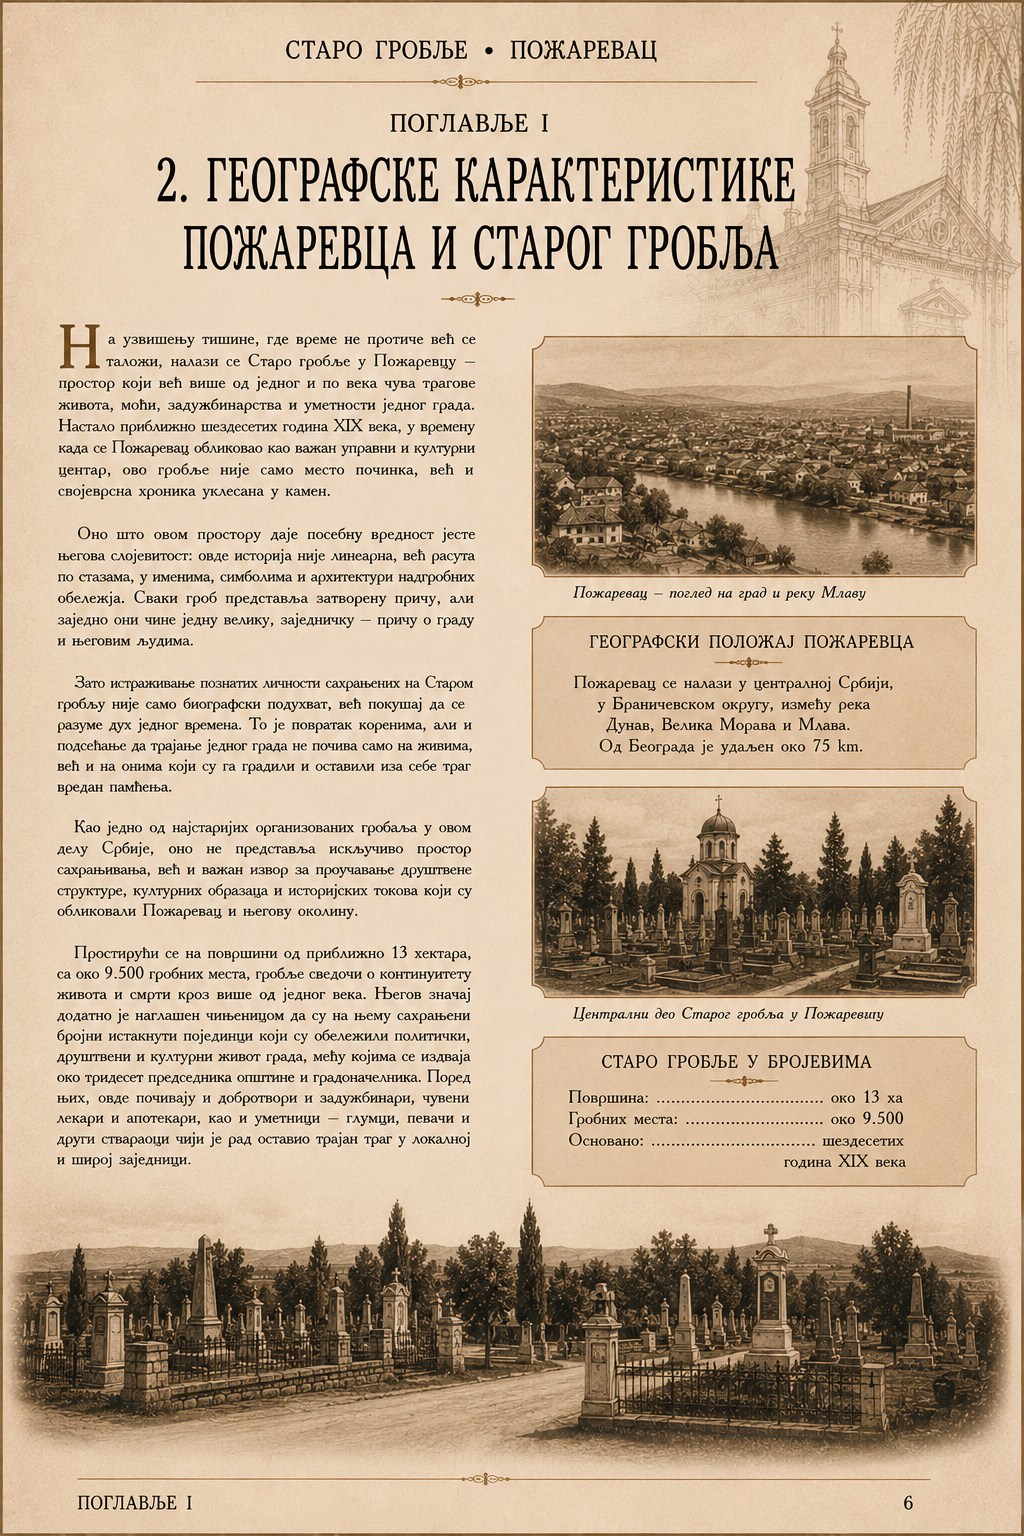 СТАРО ГРОБЉЕ • ПОЖАРЕВАЦ
ПОГЛАВЉЕ I
2. ГЕОГРАФСКЕ КАРАКТЕРИСТИКЕ
ПОЖАРЕВЦА И СТАРОГ ГРОБЉА
На узвишењу тишине, где време не протиче већ се
таложи, налази се Старо гробље у Пожаревцу –
простор који већ више од једног и по века чува трагове
живота, моћи, задужбинарства и уметности једног града.
Настало приближно шездесетих година XIX века, у времену
када се Пожаревац обликовао као важан управни и културни
центар, ово гробље није само место починка, већ и
својеврсна хроника уклесана у камен.
Оно што овом простору даје посебну вредност јесте
његова слојевитост: овде историја није линеарна, већ расута
по стазама, у именима, симболима и архитектури надгробних
обележја. Сваки гроб представља затворену причу, али
заједно они чине једну велику, заједничку – причу о граду
и његовим људима.
Зато истраживање познатих личности сахрањених на Старом
гробљу није само биографски подухват, већ покушај да се
разуме дух једног времена. То је повратак коренима, али и
подсећање да трајање једног града не почива само на живима,
већ и на онима који су га градили и оставили иза себе траг
вредан памћења.
Као једно од најстаријих организованих гробаља у овом
делу Србије, оно не представља искључиво простор
сахрањивања, већ и важан извор за проучавање друштвене
структуре, културних образаца и историјских токова који су
обликовали Пожаревац и његову околину.
Простирући се на површини од приближно 13 хектара,
са око 9.500 гробних места, гробље сведочи о континуитету
живота и смрти кроз више од једног века. Његов значај
додатно је наглашен чињеницом да су на њему сахрањени
бројни истакнути појединци који су обележили политички,
друштвени и културни живот града, међу којима се издваја
око тридесет председника општине и градоначелника. Поред
њих, овде почивају и добротвори и задужбинари, чувени
лекари и апотекари, као и уметници – глумци, певачи и
други ствараоци чији је рад оставио трајан траг у локалној
и широј заједници.
Пожаревац – поглед на град и реку Млаву
ГЕОГРАФСКИ ПОЛОЖАЈ ПОЖАРЕВЦА
Пожаревац се налази у централној Србији,
у Браничевском округу, између река
Дунав, Велика Морава и Млава.
Од Београда је удаљен око 75 km.
Централни део Старог гробља у Пожаревцу
СТАРО ГРОБЉЕ У БРОЈЕВИМА
Површина: ................................ око 13 ха
Гробних места: .......................... око 9.500
Основано: ............................... шездесетих
година XIX века
ПОГЛАВЉЕ I
6